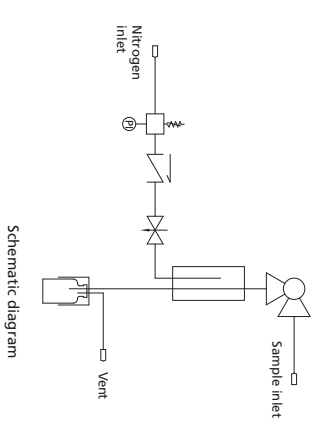 Nitrogen
inlet
PI
Sample inlet
Vent
Schematic diagram